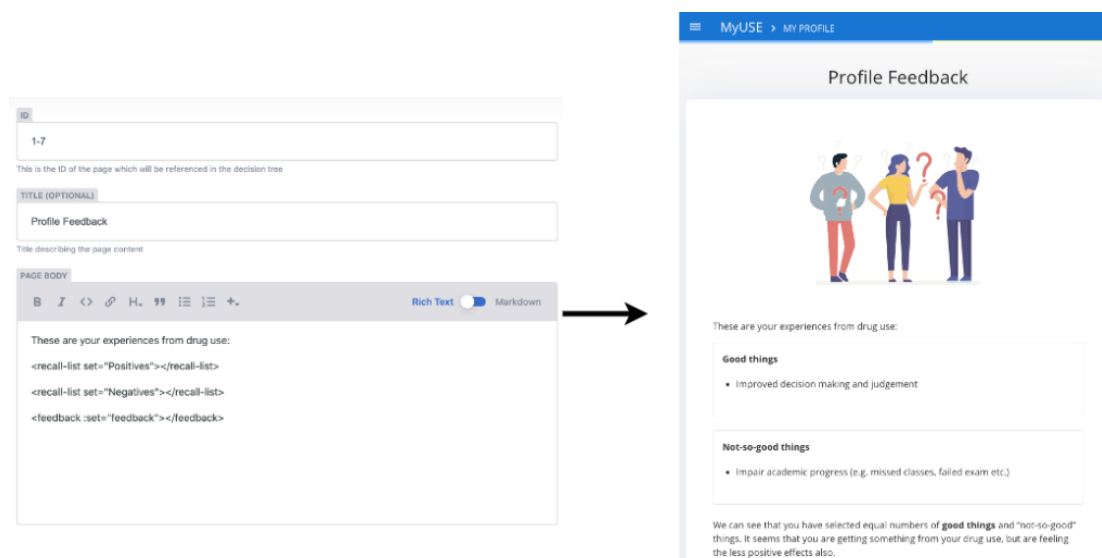 ID
1-7
This is the ID of the page which will be referenced in the decision tree
TITLE (OPTIONAL)
Profile Feedback
Title describing the page content
PAGE BODY
B I <> H Rich Text Markdown
These are your experiences from drug use:
<recall-list set="Positives"></recall-list>
<recall-list set="Negatives"></recall-list>
<feedback :set="feedback"></feedback>
MyUSE > MY PROFILE
Profile Feedback
? ? ? ? ? ?
These are your experiences from drug use:
Good things
• Improved decision making and judgement
Not-so-good things
• Impair academic progress (e.g. missed classes, failed exam etc.)
We can see that you have selected equal numbers of good things and "not-so-good"
things. It seems that you are getting something from your drug use, but are feeling
the less positive effects also.